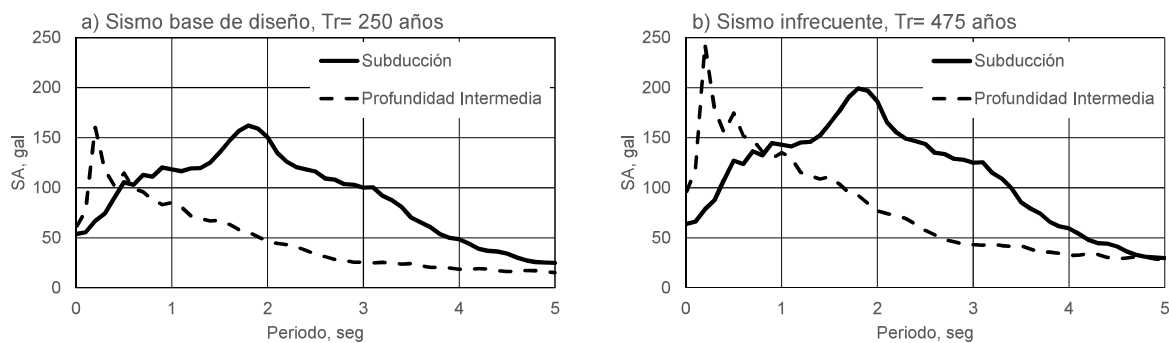 a) Sismo base de diseño, Tr= 250 años
250
200
150
100
50
0
SA, gal
Subducción
Profundidad Intermedia
0 1 2 3 4 5
Periodo, seg
b) Sismo infrecuente, Tr= 475 años
250
200
150
100
50
0
SA, gal
Subducción
Profundidad Intermedia
0 1 2 3 4 5
Periodo, seg